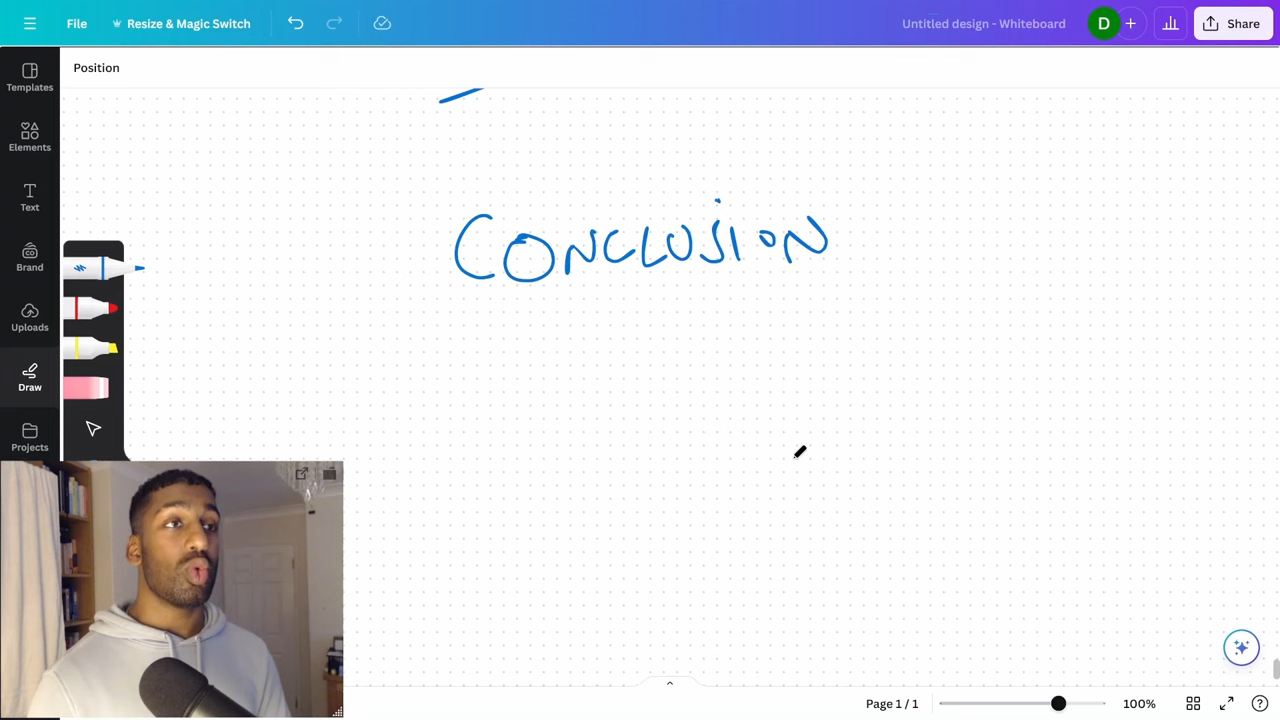 File
Resize & Magic Switch
Untitled design - Whiteboard
D
Share
Templates
Elements
Text
Brand
Uploads
Draw
Projects
Position
CONCLUSiON
Page 1 / 1
100%